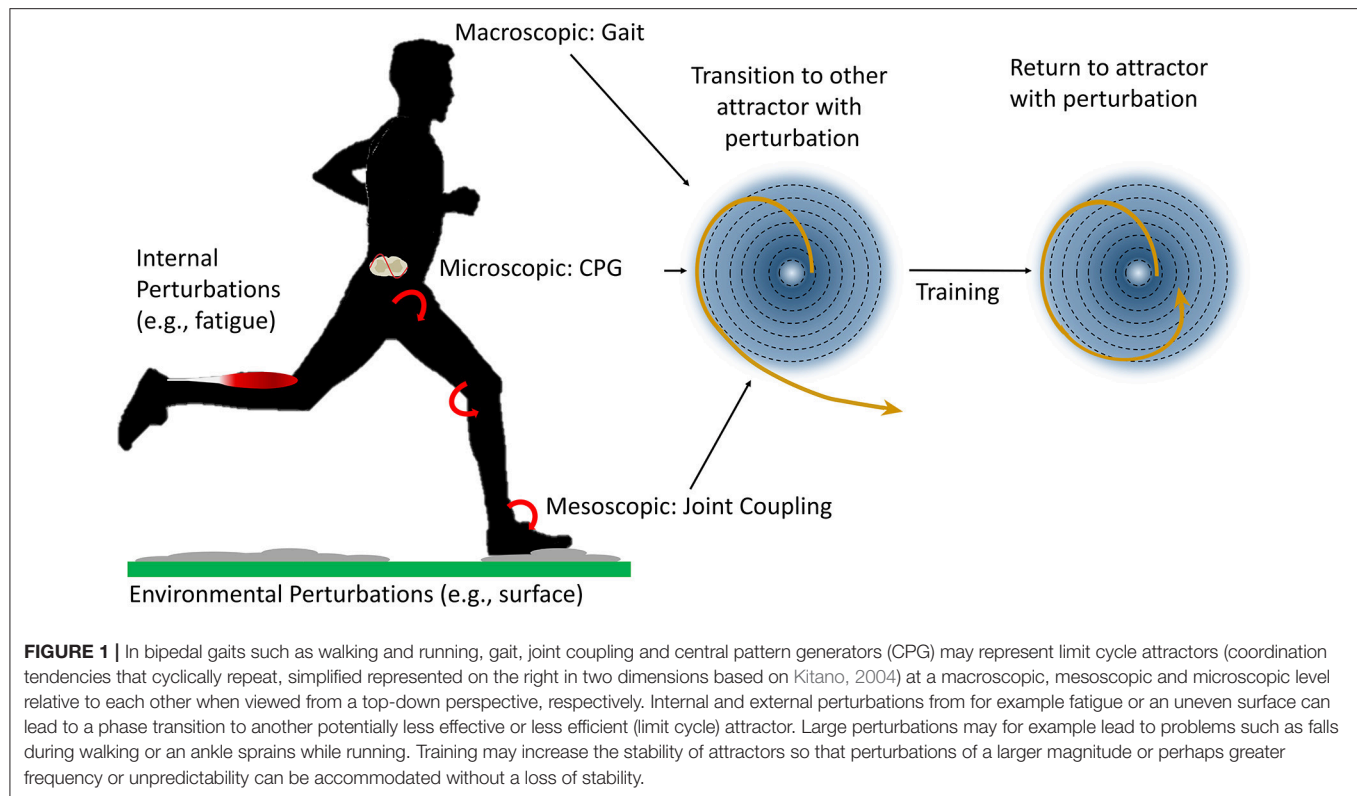 Macroscopic: Gait
Transition to other
attractor with
perturbation
Return to attractor
with perturbation
Internal
Perturbations
(e.g., fatigue)
Microscopic: CPG
Training
Mesoscopic: Joint Coupling
Environmental Perturbations (e.g., surface)
FIGURE 1 | In bipedal gaits such as walking and running, gait, joint coupling and central pattern generators (CPG) may represent limit cycle attractors (coordination
tendencies that cyclically repeat, simplified represented on the right in two dimensions based on Kitano, 2004) at a macroscopic, mesoscopic and microscopic level
relative to each other when viewed from a top-down perspective, respectively. Internal and external perturbations from for example fatigue or an uneven surface can
lead to a phase transition to another potentially less effective or less efficient (limit cycle) attractor. Large perturbations may for example lead to problems such as falls
during walking or an ankle sprains while running. Training may increase the stability of attractors so that perturbations of a larger magnitude or perhaps greater
frequency or unpredictability can be accommodated without a loss of stability.